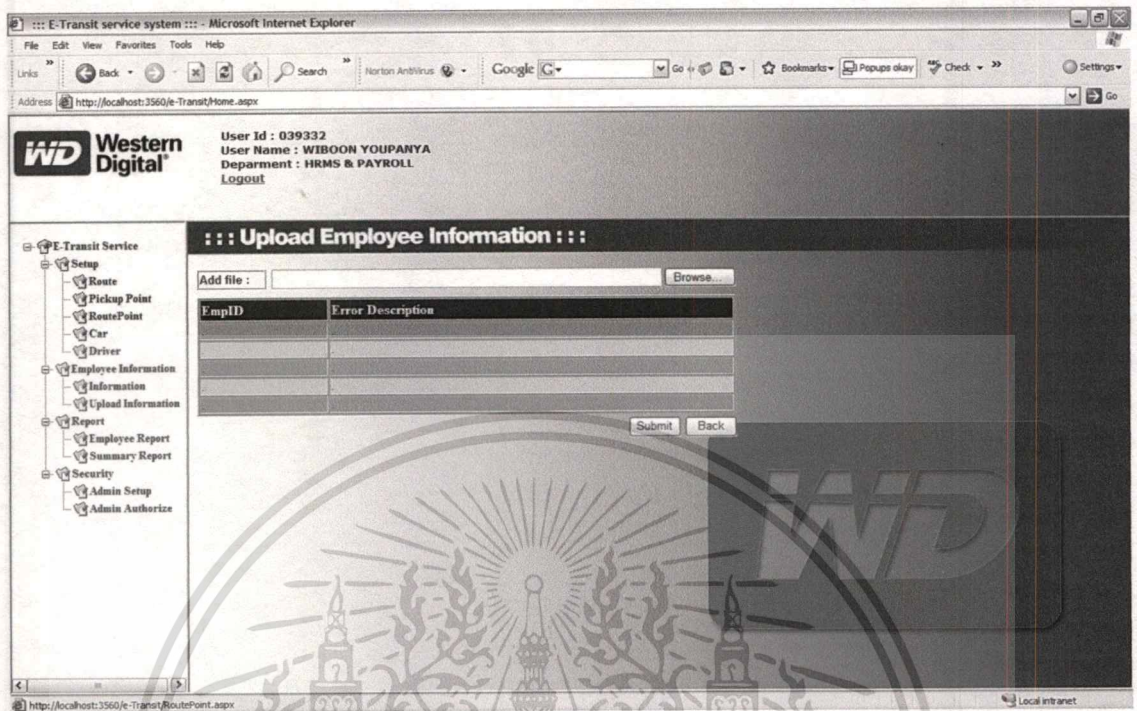 ::: E-Transit service system ::: - Microsoft Internet Explorer
File Edit View Favorites Tools Help
Links » Back Search » Norton AntiVirus Google G Go Bookmarks Popups okay ABC Check » Settings
Address http://localhost:3560/e-Transit/Home.aspx Go
WD Western Digital®
User Id : 039332
User Name : WIBOON YOUPANYA
Deparment : HRMS & PAYROLL
Logout
E-Transit Service
Setup
Route
Pickup Point
RoutePoint
Car
Driver
Employee Information
Information
Upload Information
Report
Employee Report
Summary Report
Security
Admin Setup
Admin Authorize
::: Upload Employee Information :::
Add file : Browse...
EmpID Error Description
Submit Back
WD
http://localhost:3560/e-Transit/RoutePoint.aspx Local intranet